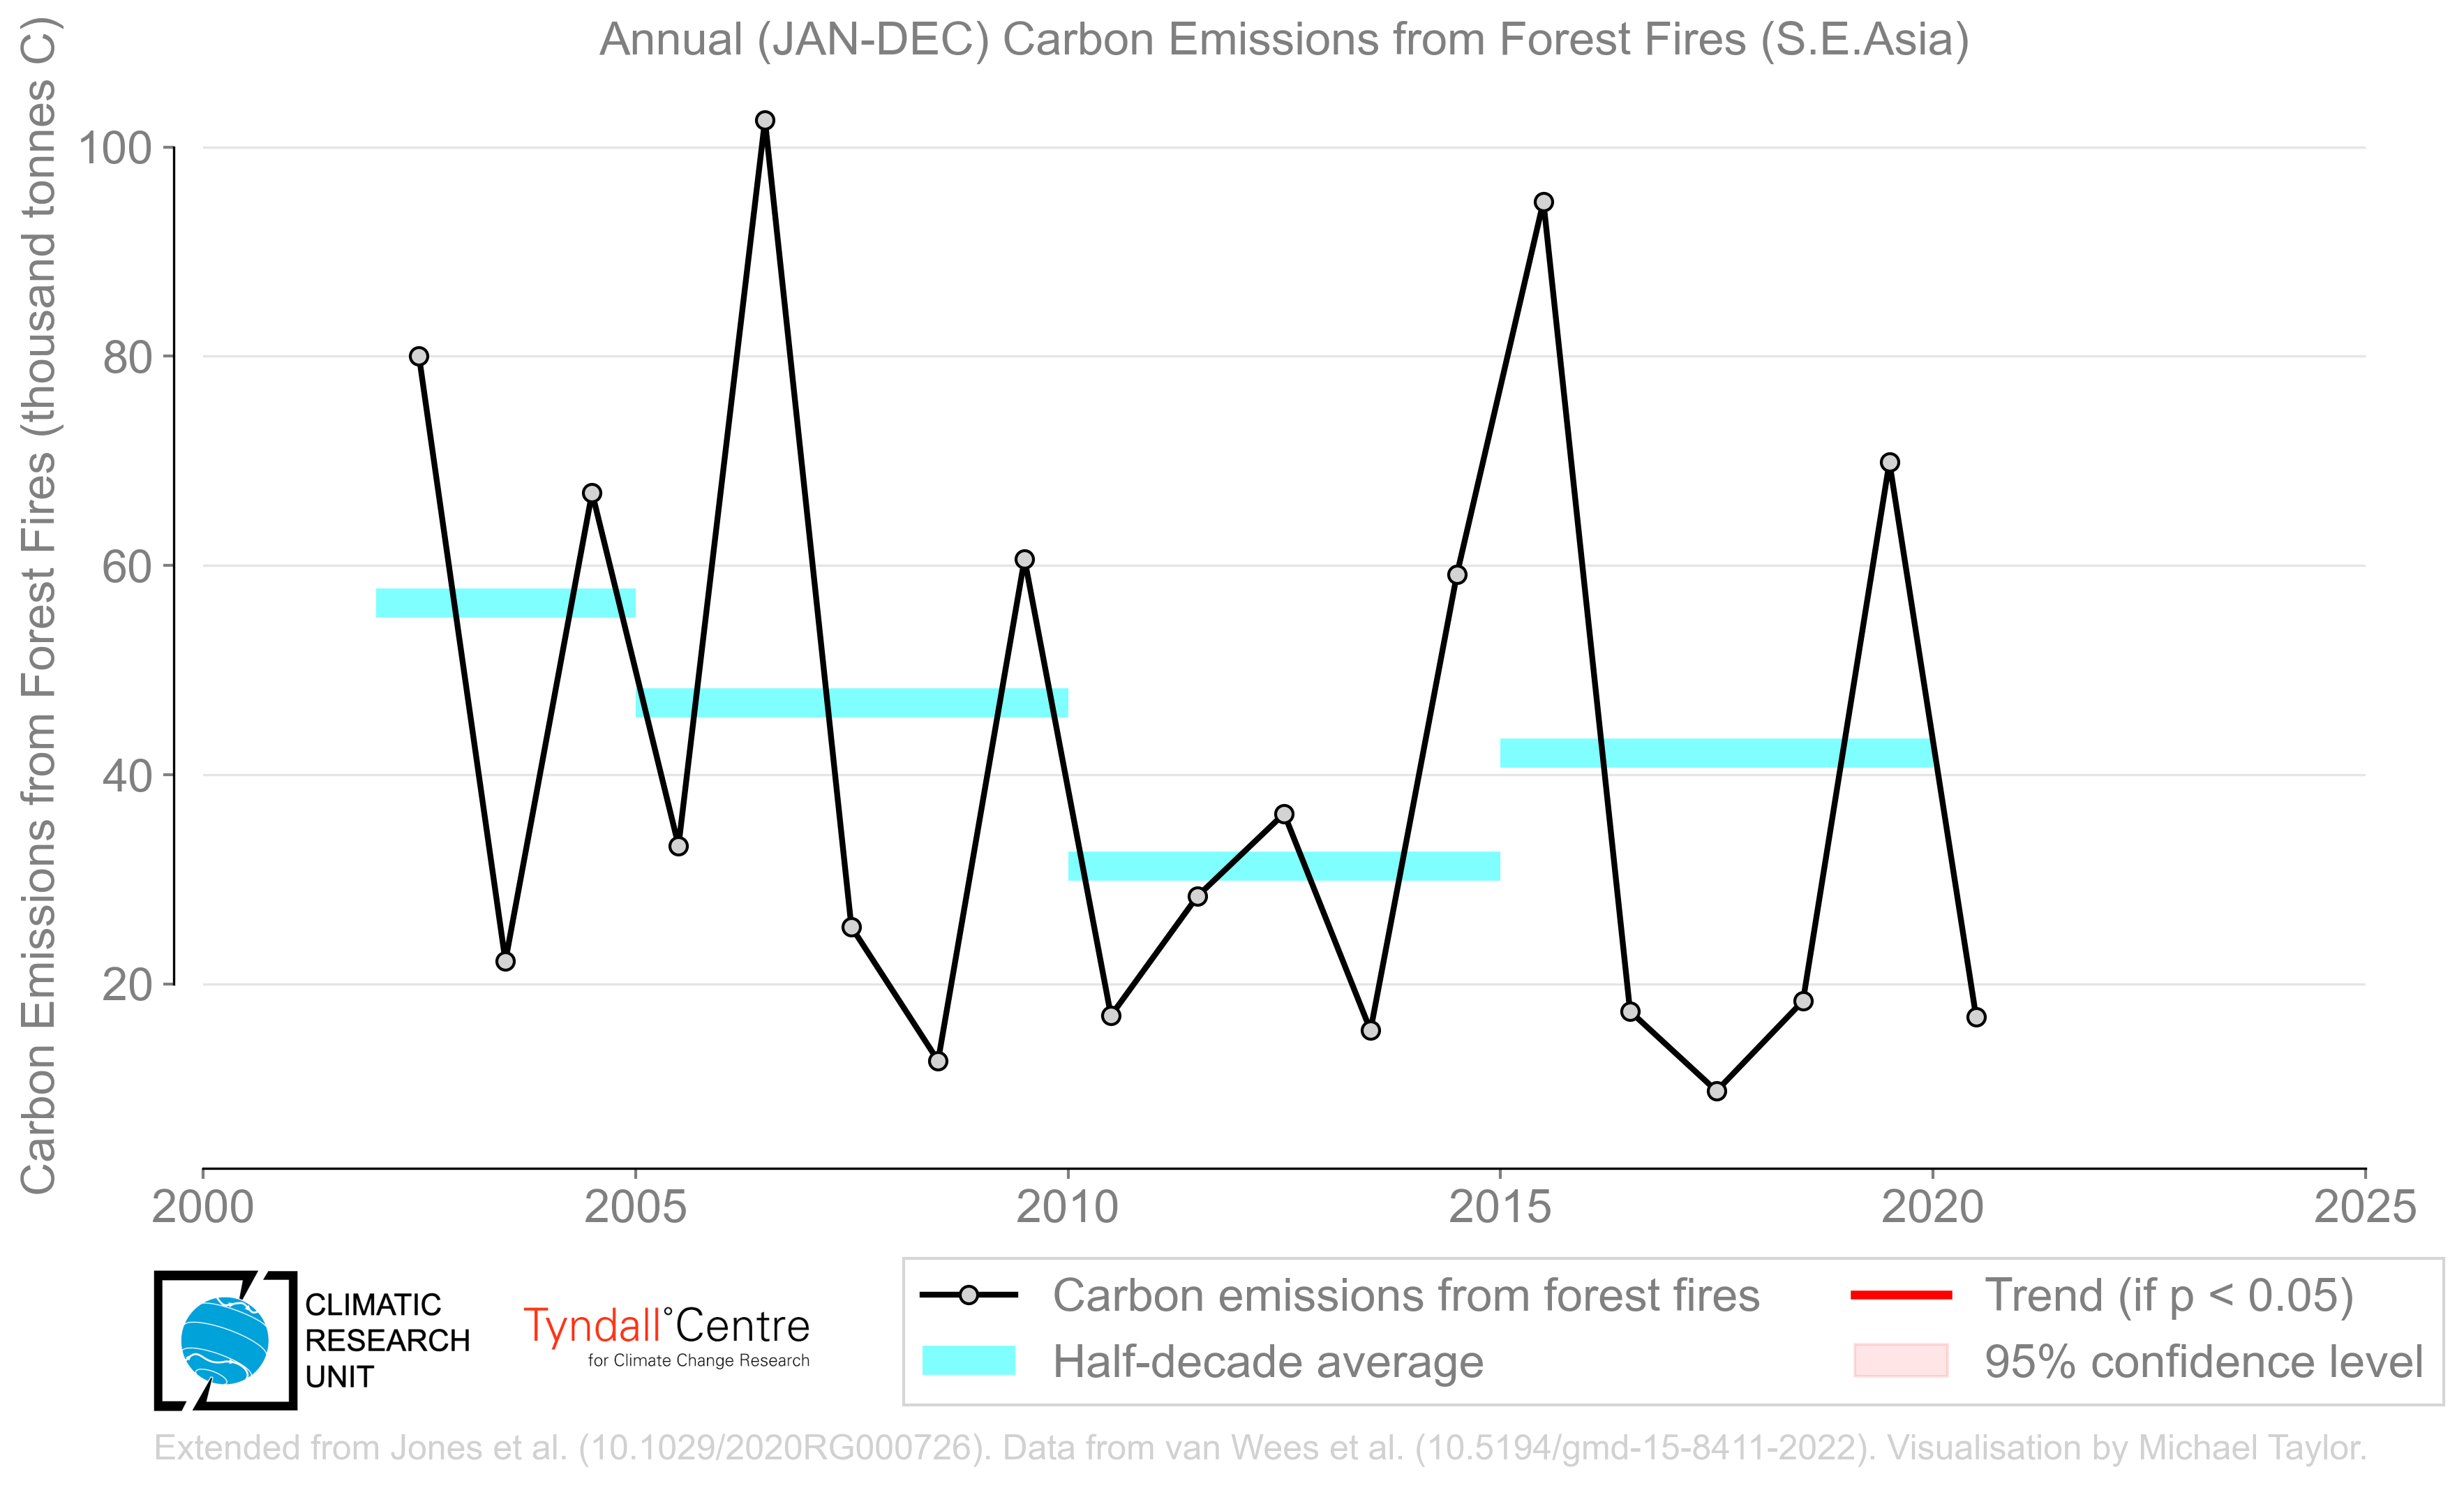 Annual (JAN-DEC) Carbon Emissions from Forest Fires (S.E.Asia)
Carbon Emissions from Forest Fires (thousand tonnes C)
100
80
60
40
20
2000 2005 2010 2015 2020 2025
CLIMATIC
RESEARCH
UNIT
Tyndall°Centre
for Climate Change Research
Carbon emissions from forest fires
Half-decade average
Trend (if p < 0.05)
95% confidence level
Extended from Jones et al. (10.1029/2020RG000726). Data from van Wees et al. (10.5194/gmd-15-8411-2022). Visualisation by Michael Taylor.